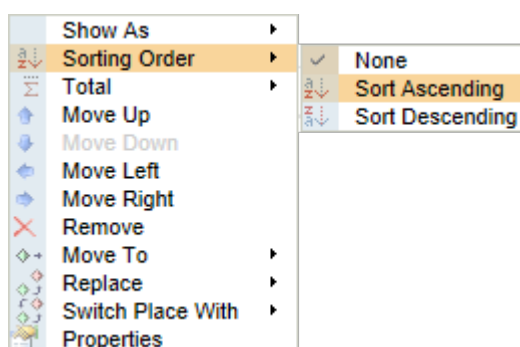 Show As
Sorting Order
Total
Move Up
Move Down
Move Left
Move Right
Remove
Move To
Replace
Switch Place With
Properties
None
Sort Ascending
Sort Descending